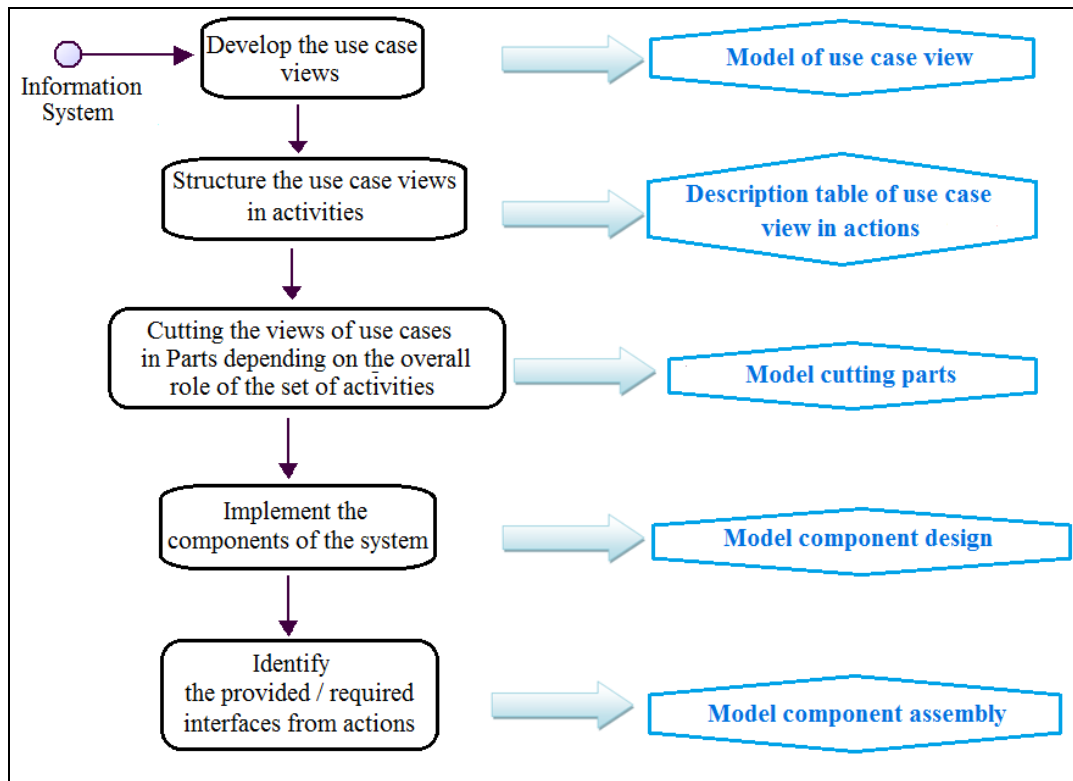 Develop the use case
views
Model of use case view
Information
System
Structure the use case views
in activities
Description table of use case
view in actions
Cutting the views of use cases
in Parts depending on the overall
role of the set of activities
Model cutting parts
Implement the
components of the system
Model component design
Identify
the provided / required
interfaces from actions
Model component assembly